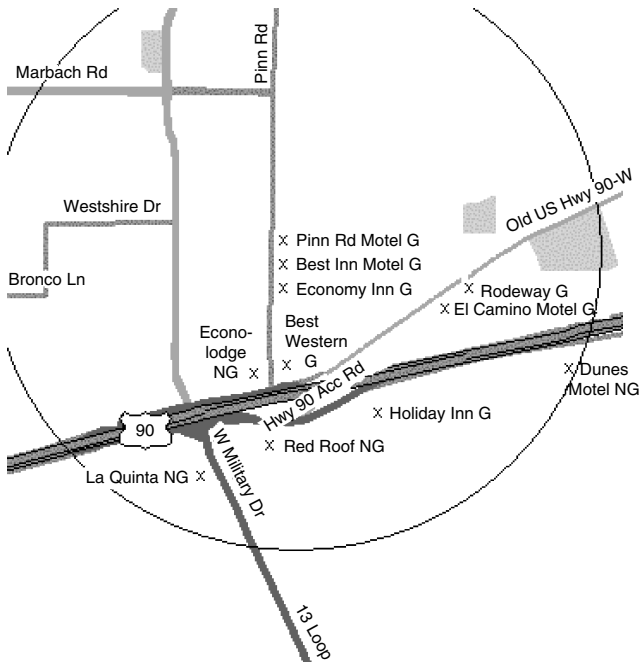 Pinn Rd
Marbach Rd
Old US Hwy 90-W
Westshire Dr
Pinn Rd Motel G
Best Inn Motel G
Bronco Ln
Economy Inn G
Rodeway G
El Camino Motel G
Econo-
lodge
NG
Best
Western
G
Hwy 90 Acc Rd
Dunes
Motel NG
Holiday Inn G
90
Red Roof NG
W Military Dr
La Quinta NG
13 Loop